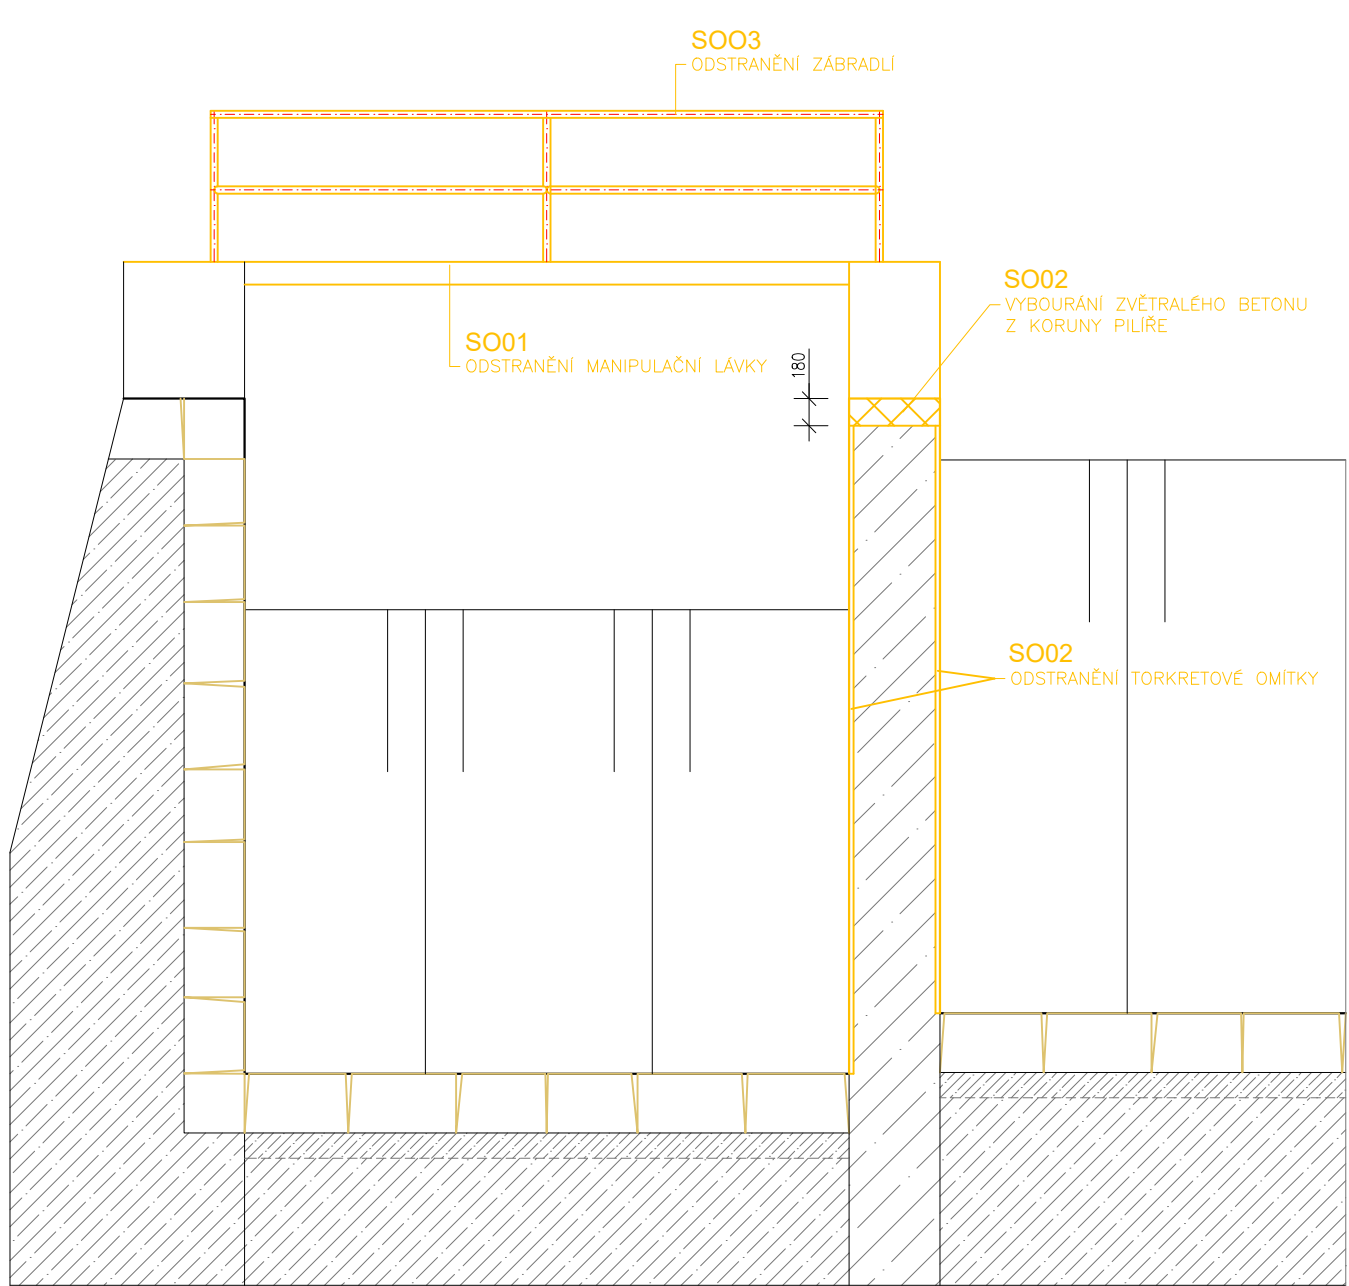 SOO3
ODSTRANĚNÍ ZÁBRADLÍ
SO02
VYBOURÁNÍ ZVĚTRALÉHO BETONU
Z KORUNY PILÍŘE
SO01
ODSTRANĚNÍ MANIPULAČNÍ LÁVKY
180
SO02
ODSTRANĚNÍ TORKRETOVÉ OMÍTKY